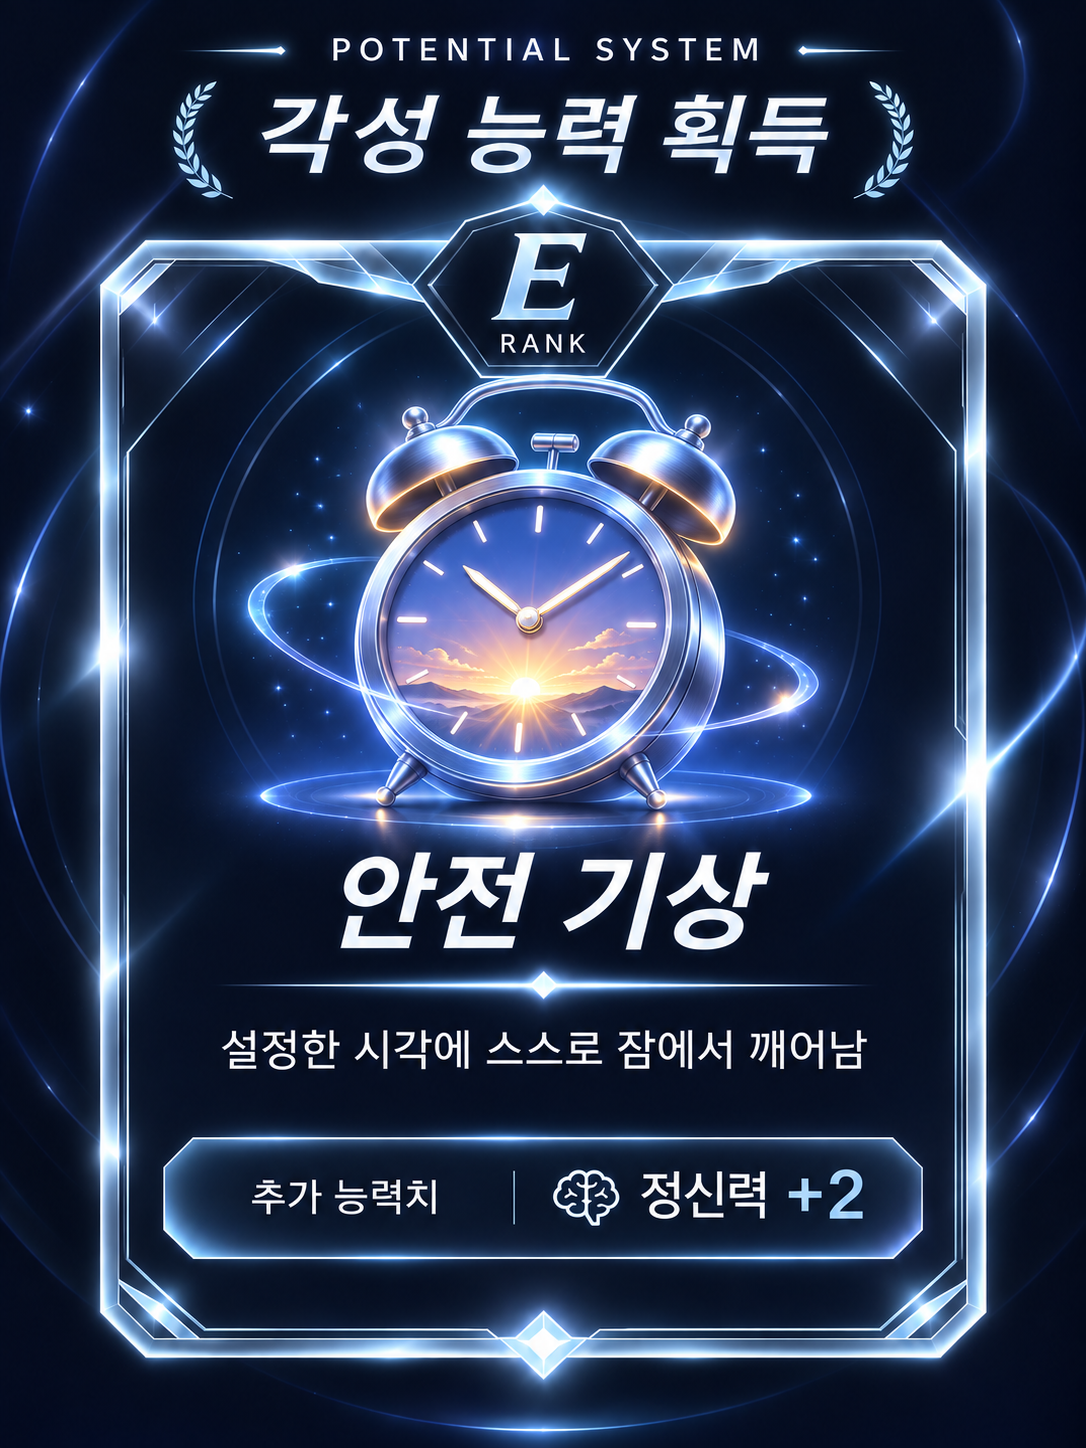 POTENTIAL SYSTEM
각성 능력 획득
E
RANK
안전 기상
설정한 시각에 스스로 잠에서 깨어남
추가 능력치
정신력 +2